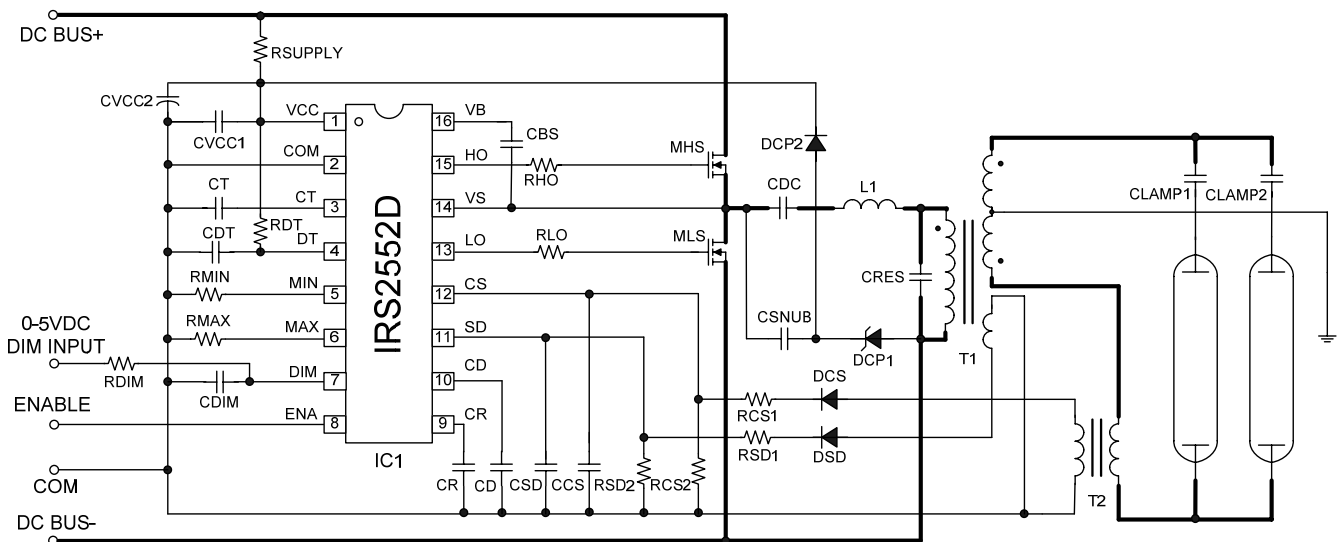 DC BUS+
RSUPPLY
CVCC2
CVCC1
VCC
1
16
VB
CBS
COM
2
15
HO
RHO
MHS
DCP2
CT
CT
3
14
VS
CDC
L1
CDT
RDT
DT
4
13
LO
RLO
MLS
RMIN
MIN
5
12
CS
CRES
RMAX
MAX
6
11
SD
CSNUB
DCP1
T1
0-5VDC
DIM INPUT
RDIM
CDIM
DIM
7
10
CD
DCS
RCS1
ENABLE
ENA
8
9
CR
RSD1
DSD
IRS2552D
IC1
COM
CR
CD
CSD
CCS
RSD2
RCS2
T2
DC BUS-
CLAMP1
CLAMP2